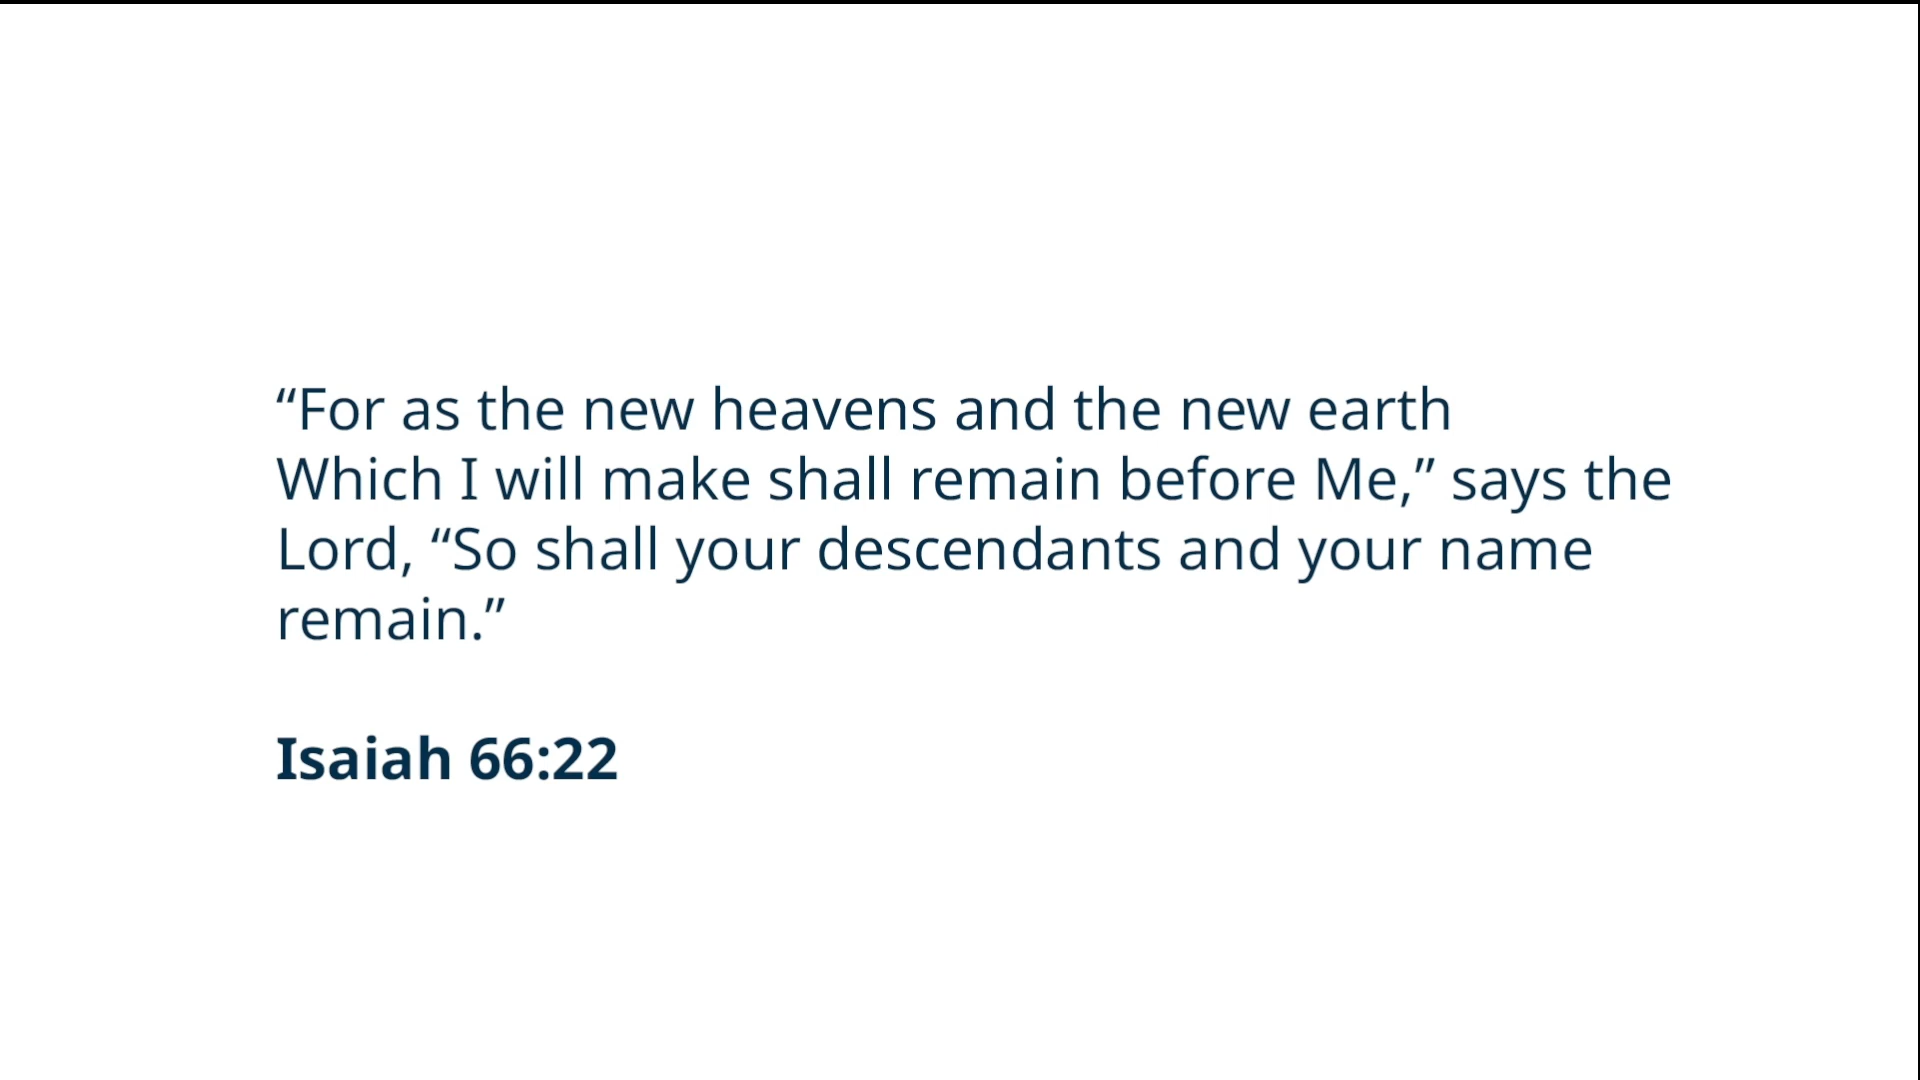 “For as the new heavens and the new earth
Which I will make shall remain before Me,” says the
Lord, “So shall your descendants and your name
remain.”
Isaiah 66:22